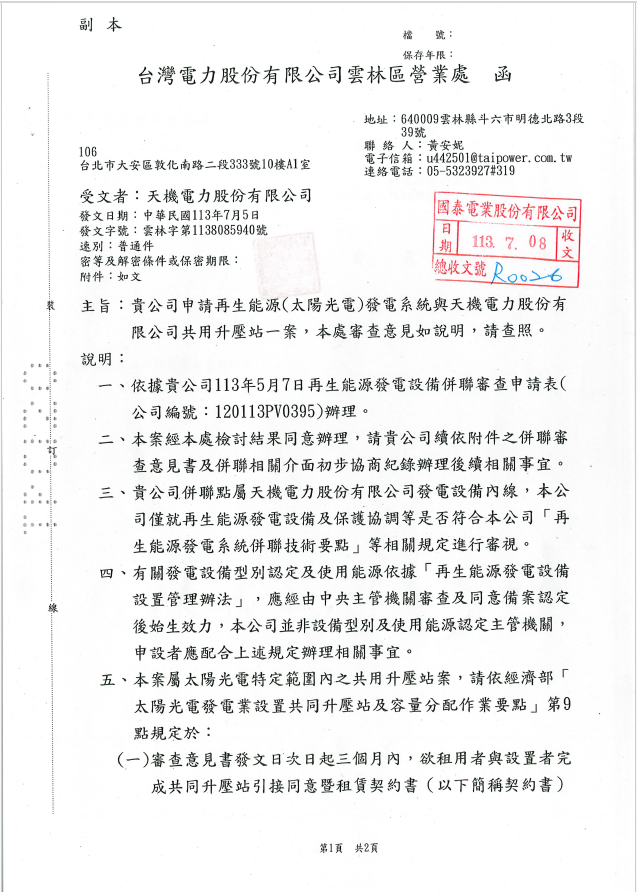 副 本
檔 號：
保存年限：
台灣電力股份有限公司雲林區營業處 函
地址：640009雲林縣斗六市明德北路3段
39號
聯 絡 人：黃安妮
電子信箱：u442501@taipower.com.tw
連絡電話：05-5323927#319
106
台北市大安區敦化南路二段333號10樓A1室
受文者：天機電力股份有限公司
發文日期：中華民國113年7月5日
發文字號：雲林字第1138085940號
速別：普通件
密等及解密條件或保密期限：
附件：如文
國泰電業股份有限公司
日期 113. 7. 08 收文
總收文號 R0026
主旨：貴公司申請再生能源(太陽光電)發電系統與天機電力股份有
限公司共用升壓站一案，本處審查意見如說明，請查照。
說明：
一、依據貴公司113年5月7日再生能源發電設備併聯審查申請表(
公司編號：120113PV0395)辦理。
二、本案經本處檢討結果同意辦理，請貴公司續依附件之併聯審
查意見書及併聯相關介面初步協商紀錄辦理後續相關事宜。
三、貴公司併聯點屬天機電力股份有限公司發電設備內線，本公
司僅就再生能源發電設備及保護協調等是否符合本公司「再
生能源發電系統併聯技術要點」等相關規定進行審視。
四、有關發電設備型別認定及使用能源依據「再生能源發電設備
設置管理辦法」，應經由中央主管機關審查及同意備案認定
後始生效力，本公司並非設備型別及使用能源認定主管機關，
申設者應配合上述規定辦理相關事宜。
五、本案屬太陽光電特定範圍內之共用升壓站案，請依經濟部「
太陽光電發電業設置共同升壓站及容量分配作業要點」第9
點規定於：
(一)審查意見書發文日次日起三個月內，欲租用者與設置者完
成共同升壓站引接同意暨租賃契約書（以下簡稱契約書）
裝
訂
線
第1頁 共2頁